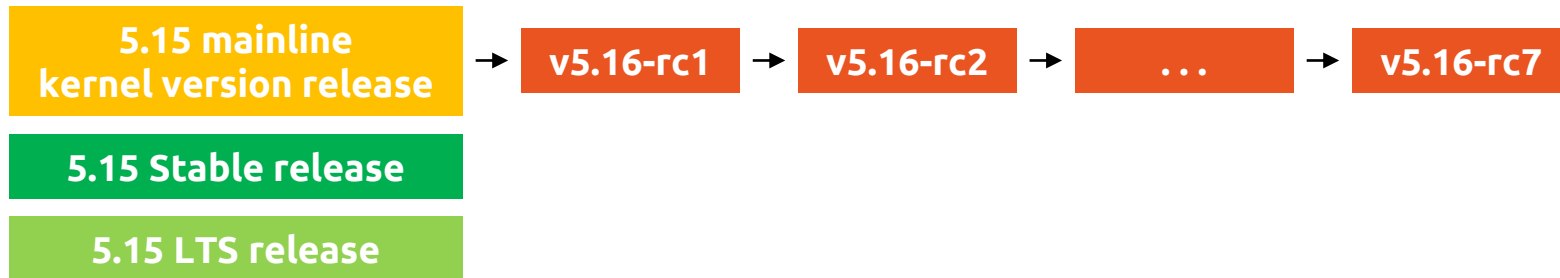 5.15 mainline
kernel version release
v5.16-rc1
v5.16-rc2
...
v5.16-rc7
5.15 Stable release
5.15 LTS release